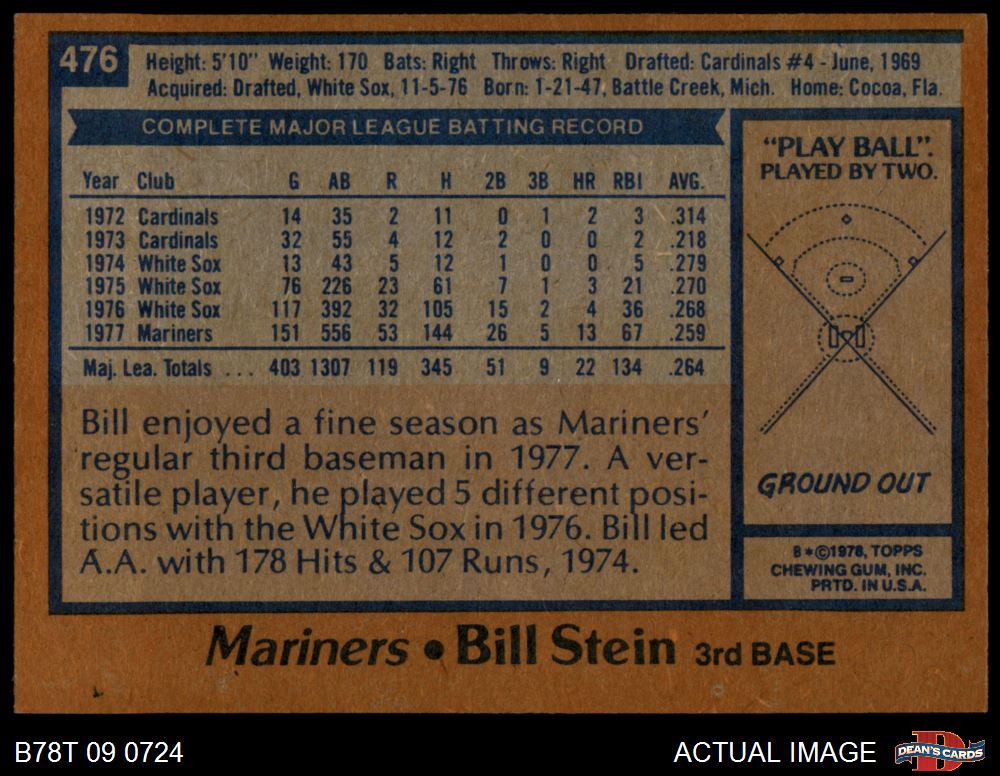 476
Height: 5'10" Weight: 170 Bats: Right Throws: Right Drafted: Cardinals #4 - June, 1969
Acquired: Drafted, White Sox, 11-5-76 Born: 1-21-47, Battle Creek, Mich. Home: Cocoa, Fla.
COMPLETE MAJOR LEAGUE BATTING RECORD
Year Club G AB R H 2B 3B HR RBI AVG.
1972 Cardinals 14 35 2 11 0 1 2 3 .314
1973 Cardinals 32 55 4 12 2 0 0 2 .218
1974 White Sox 13 43 5 12 1 0 0 5 .279
1975 White Sox 76 226 23 61 7 1 3 21 .270
1976 White Sox 117 392 32 105 15 2 4 36 .268
1977 Mariners 151 556 53 144 26 5 13 67 .259
Maj. Lea. Totals ... 403 1307 119 345 51 9 22 134 .264
Bill enjoyed a fine season as Mariners'
regular third baseman in 1977. A ver-
satile player, he played 5 different posi-
tions with the White Sox in 1976. Bill led
A.A. with 178 Hits & 107 Runs, 1974.
"PLAY BALL".
PLAYED BY TWO.
GROUND OUT
B*©1978, TOPPS
CHEWING GUM, INC.
PRTD. IN U.S.A.
Mariners • Bill Stein 3rd BASE
B78T 09 0724
ACTUAL IMAGE
D
DEAN'S CARDS